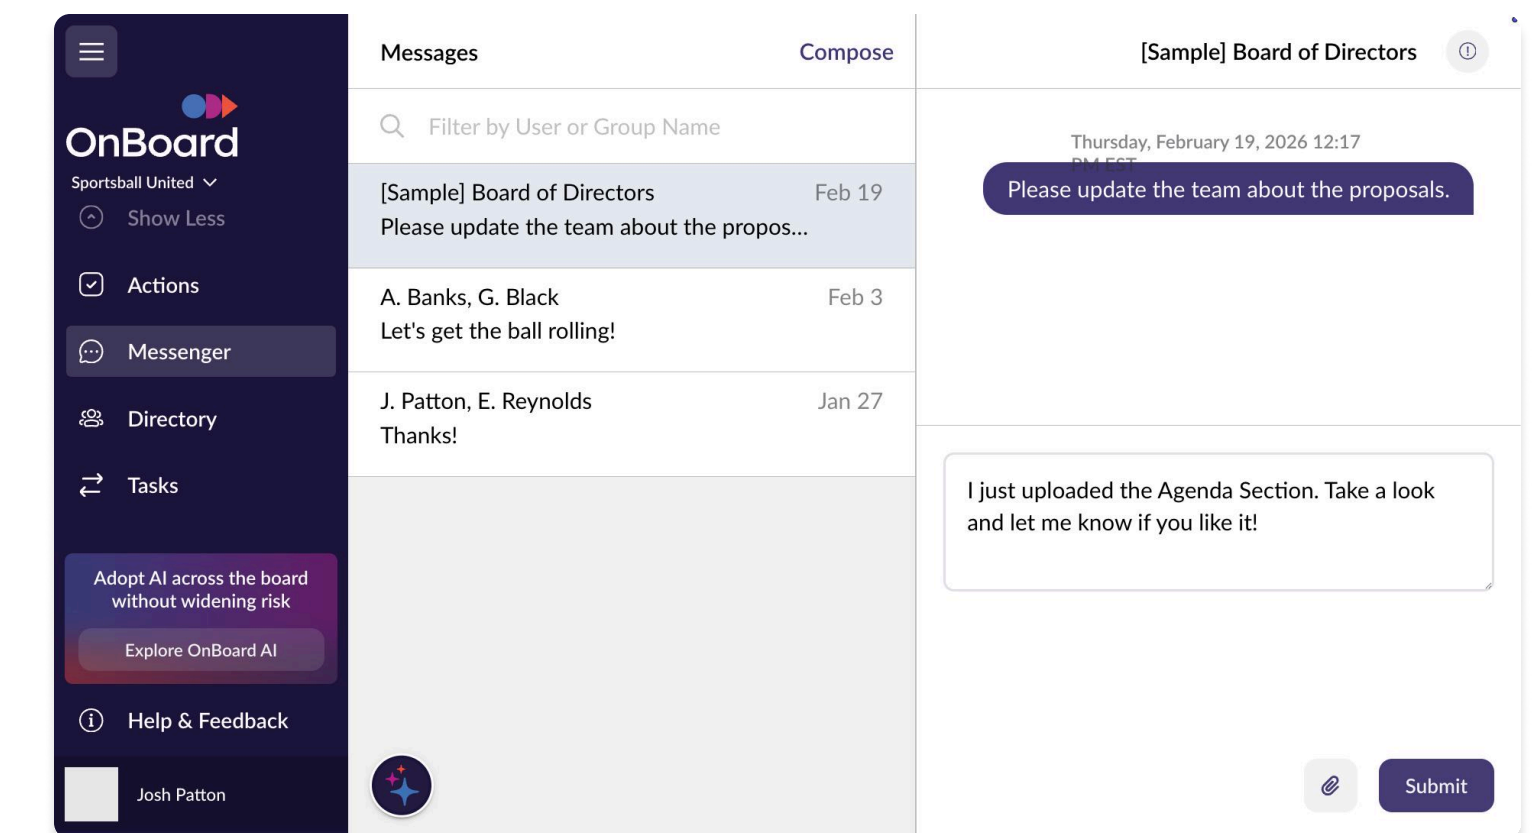 OnBoard
Sportsball United
Show Less
Actions
Messenger
Directory
Tasks
Adopt AI across the board
without widening risk
Explore OnBoard AI
Help & Feedback
Josh Patton
Messages
Compose
Filter by User or Group Name
[Sample] Board of Directors
Feb 19
Please update the team about the propos...
A. Banks, G. Black
Feb 3
Let's get the ball rolling!
J. Patton, E. Reynolds
Jan 27
Thanks!
[Sample] Board of Directors
Thursday, February 19, 2026 12:17
PM EST
Please update the team about the proposals.
I just uploaded the Agenda Section. Take a look
and let me know if you like it!
Submit